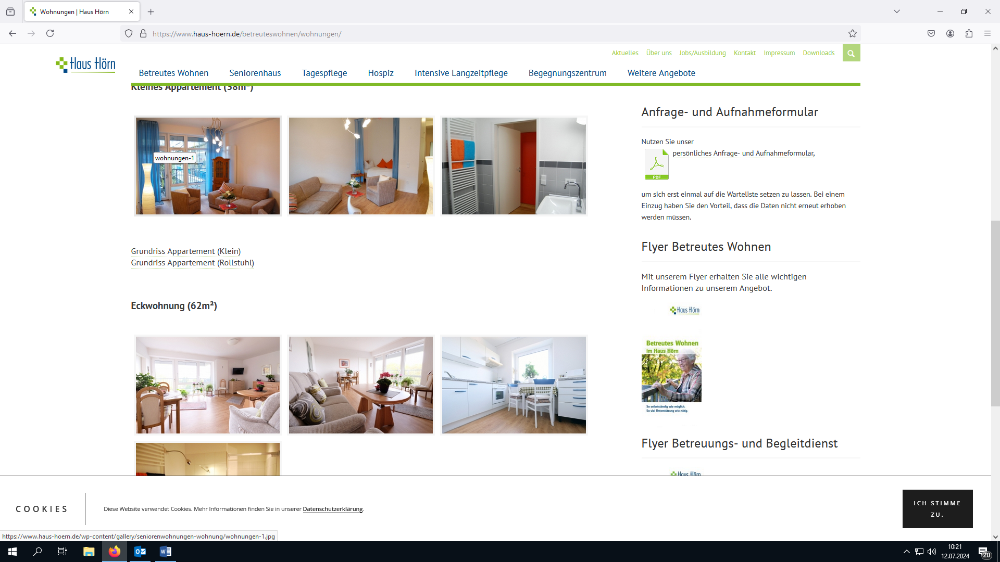 Wohnungen | Haus Hörn
https://www.haus-hoern.de/betreuteswohnen/wohnungen/
Aktuelles Über uns Jobs/Ausbildung Kontakt Impressum Downloads
Haus Hörn
Betreutes Wohnen Seniorenhaus Tagespflege Hospiz Intensive Langzeitpflege Begegnungszentrum Weitere Angebote
Kleines Appartement (38m²)
wohnungen-1
Grundriss Appartement (Klein)
Grundriss Appartement (Rollstuhl)
Eckwohnung (62m²)
Anfrage- und Aufnahmeformular
Nutzen Sie unser
persönliches Anfrage- und Aufnahmeformular,
PDF
um sich erst einmal auf die Warteliste setzen zu lassen. Bei einem
Einzug haben Sie den Vorteil, dass die Daten nicht erneut erhoben
werden müssen.
Flyer Betreutes Wohnen
Mit unserem Flyer erhalten Sie alle wichtigen
Informationen zu unserem Angebot.
Haus Hörn
Betreutes Wohnen
im Haus Hörn
So selbstständig wie möglich.
So viel Unterstützung wie nötig.
Flyer Betreuungs- und Begleitdienst
Haus Hörn
COOKIES
Diese Website verwendet Cookies. Mehr Informationen finden Sie in unserer Datenschutzerklärung.
ICH STIMME
ZU.
https://www.haus-hoern.de/wp-content/gallery/seniorenwohnungen-wohnung/wohnungen-1.jpg
10:21
12.07.2024
20